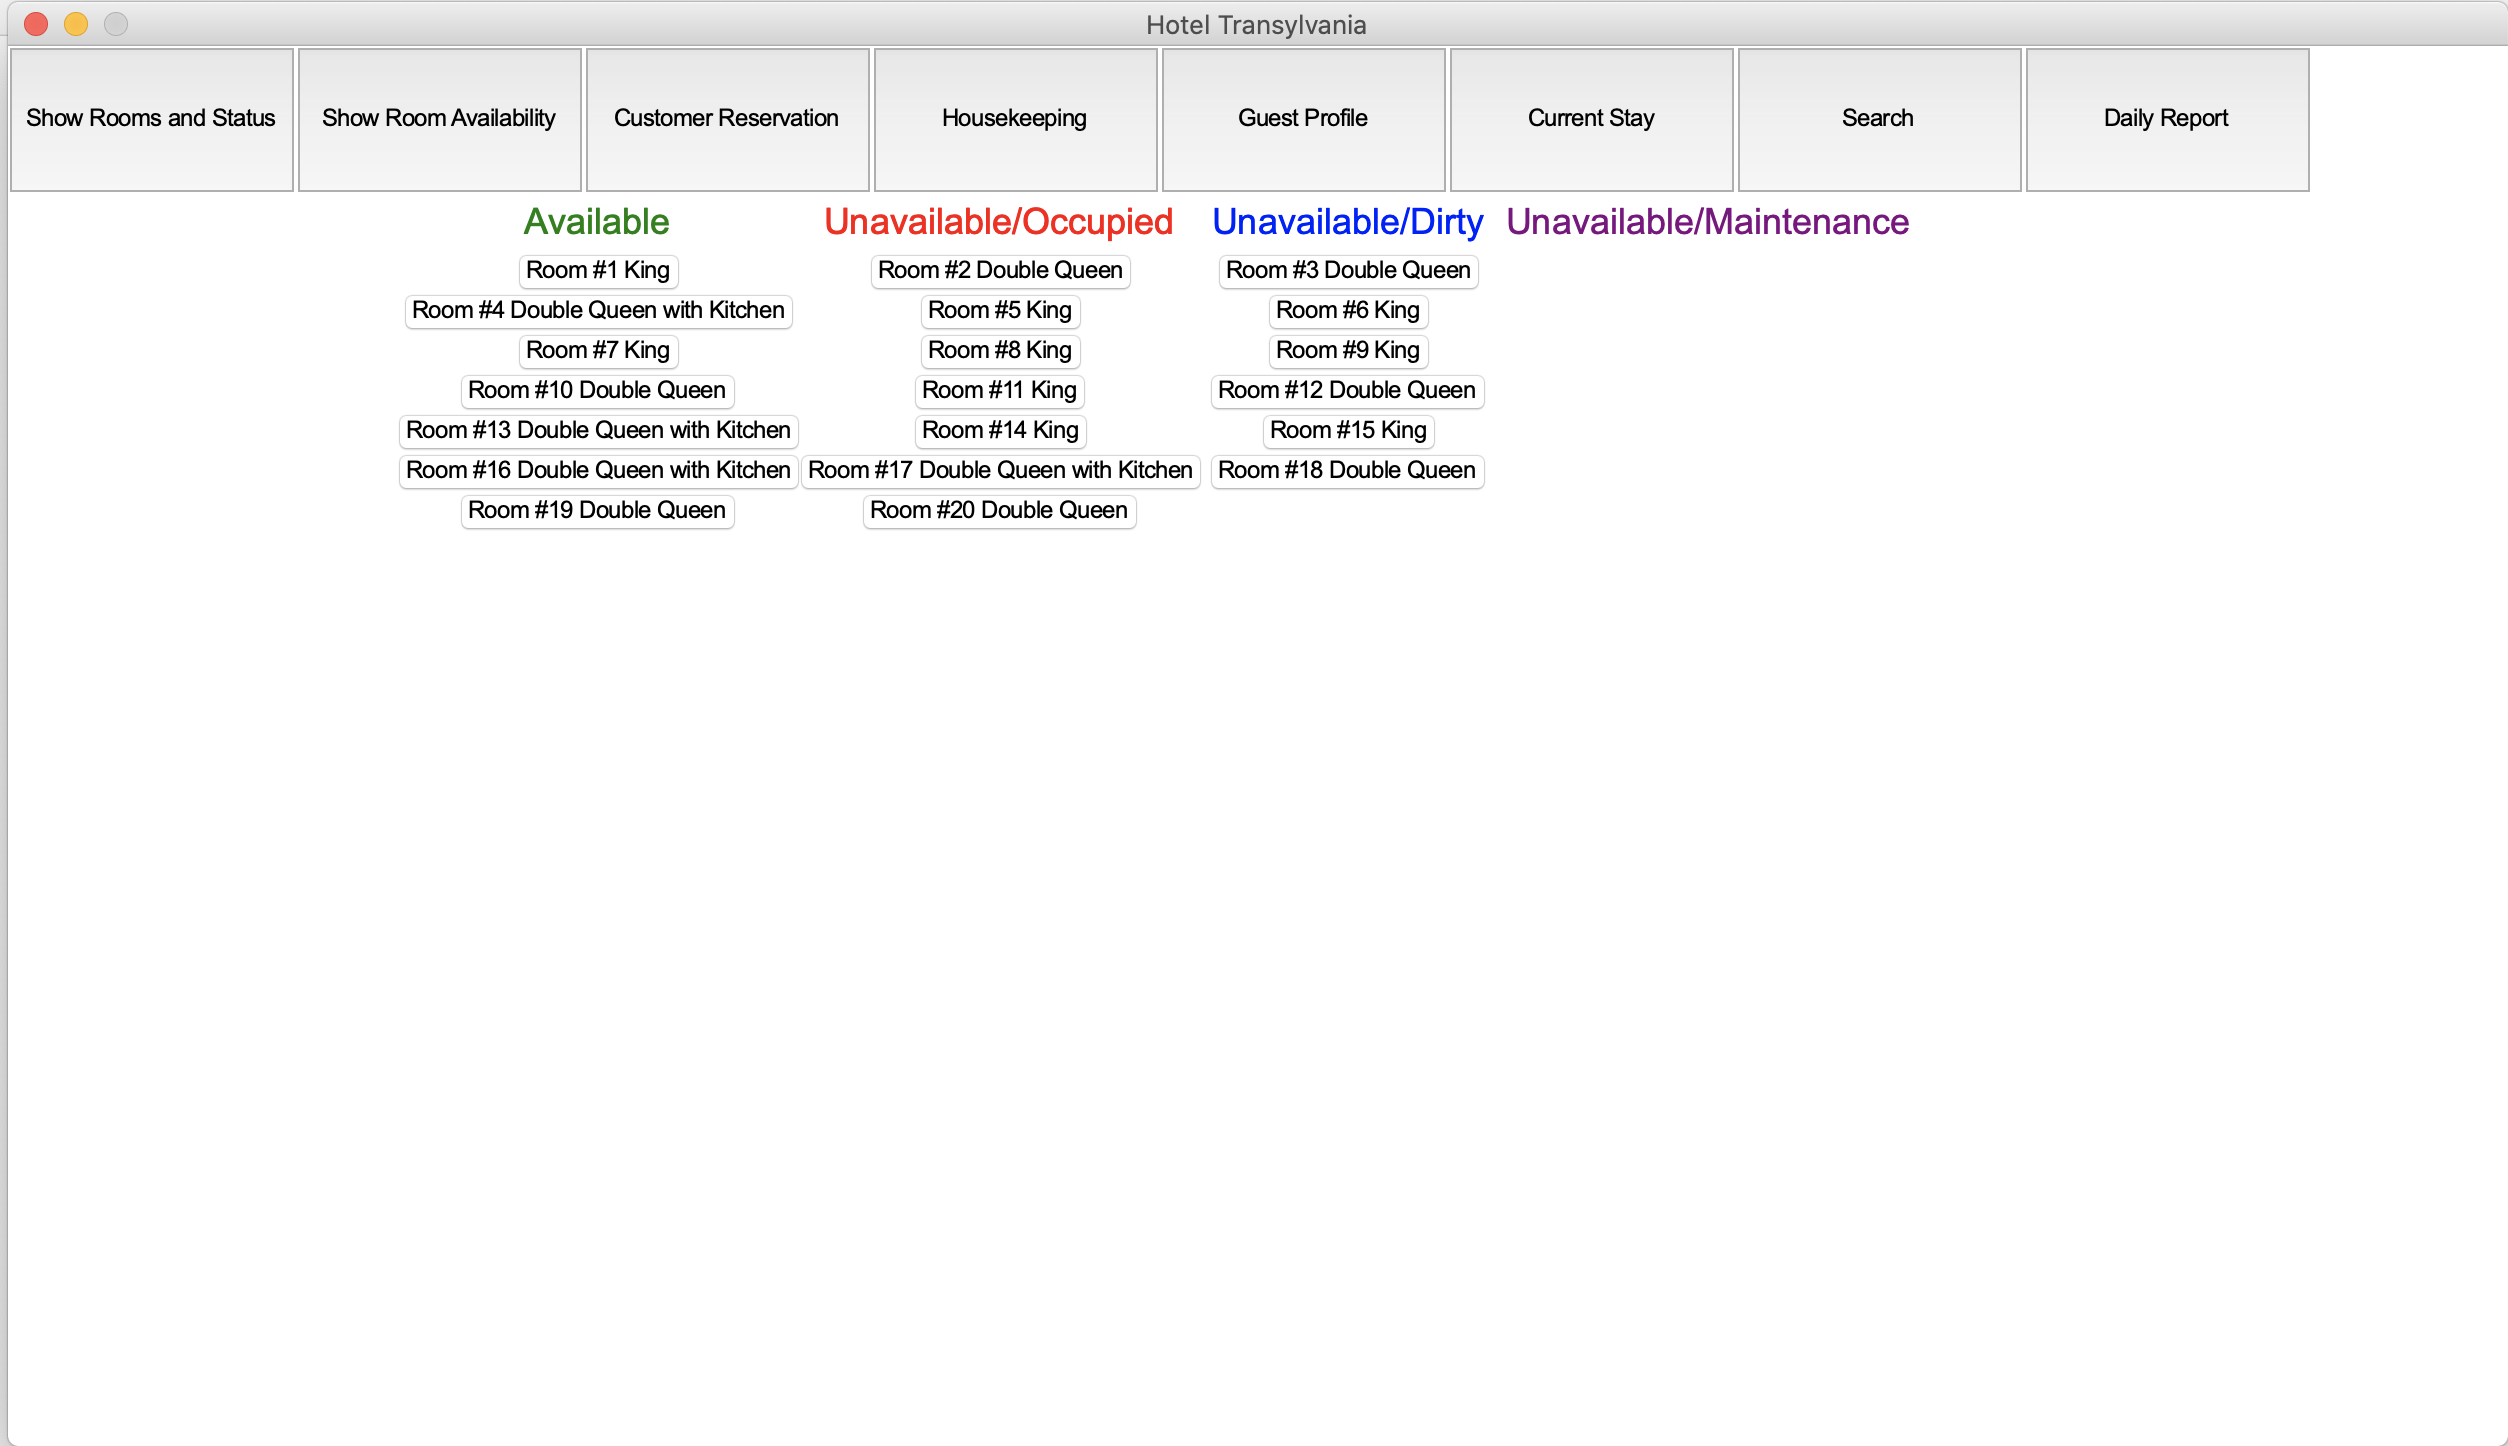 Hotel Transylvania
Show Rooms and Status Show Room Availability Customer Reservation Housekeeping Guest Profile Current Stay Search Daily Report
Available Unavailable/Occupied Unavailable/Dirty Unavailable/Maintenance
Room #1 King Room #2 Double Queen Room #3 Double Queen
Room #4 Double Queen with Kitchen Room #5 King Room #6 King
Room #7 King Room #8 King Room #9 King
Room #10 Double Queen Room #11 King Room #12 Double Queen
Room #13 Double Queen with Kitchen Room #14 King Room #15 King
Room #16 Double Queen with Kitchen Room #17 Double Queen with Kitchen Room #18 Double Queen
Room #19 Double Queen Room #20 Double Queen